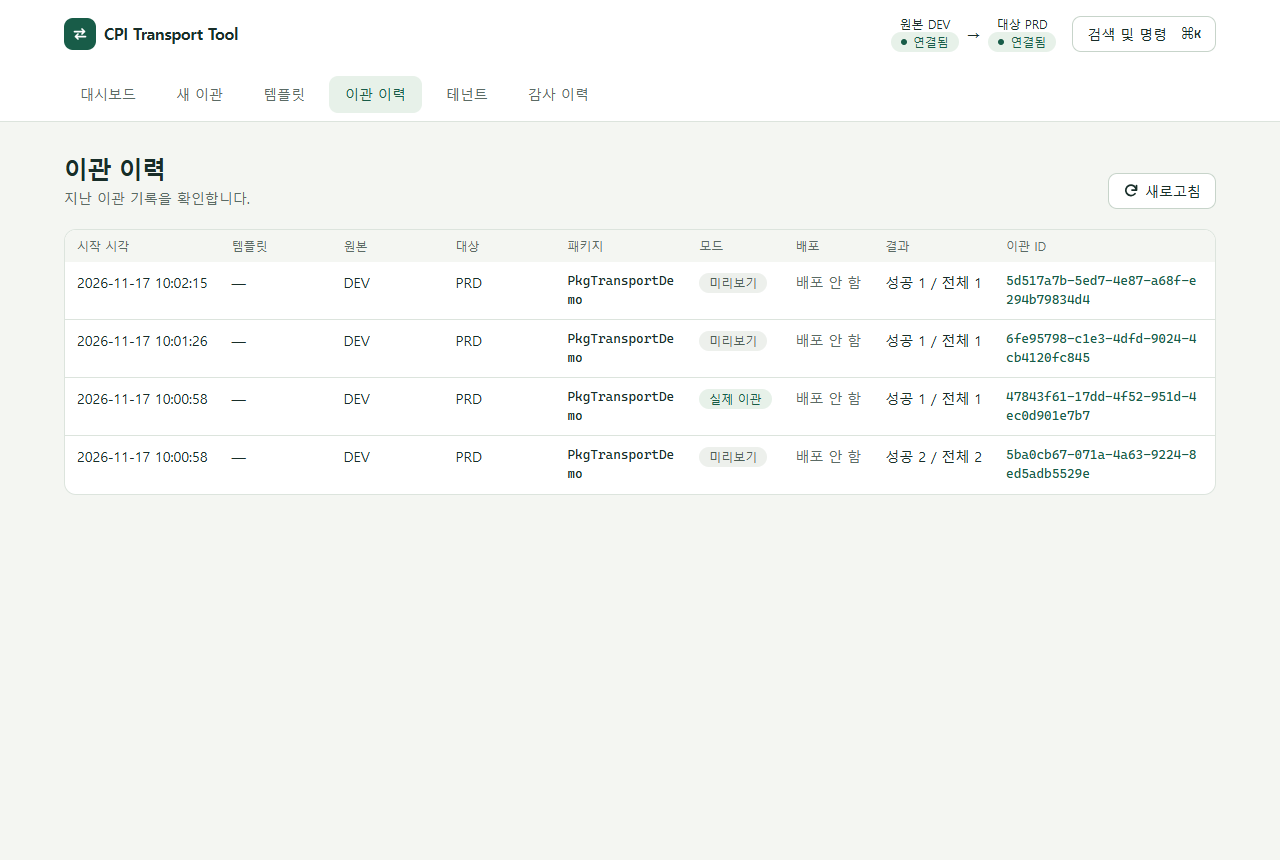 CPI Transport Tool
원본 DEV
연결됨
→
대상 PRD
연결됨
검색 및 명령 ⌘K
대시보드 새 이관 템플릿 이관 이력 테넌트 감사 이력
이관 이력
지난 이관 기록을 확인합니다.
새로고침
시작 시각 템플릿 원본 대상 패키지 모드 배포 결과 이관 ID
2026-11-17 10:02:15 — DEV PRD PkgTransportDe 미리보기 배포 안 함 성공 1 / 전체 1 5d517a7b-5ed7-4e87-a68f-e
mo 294b79834d4
2026-11-17 10:01:26 — DEV PRD PkgTransportDe 미리보기 배포 안 함 성공 1 / 전체 1 6fe95798-c1e3-4dfd-9024-4
mo cb4120fc845
2026-11-17 10:00:58 — DEV PRD PkgTransportDe 실제 이관 배포 안 함 성공 1 / 전체 1 47843f61-17dd-4f52-951d-4
mo ec0d901e7b7
2026-11-17 10:00:58 — DEV PRD PkgTransportDe 미리보기 배포 안 함 성공 2 / 전체 2 5ba0cb67-071a-4a63-9224-8
mo ed5adb5529e